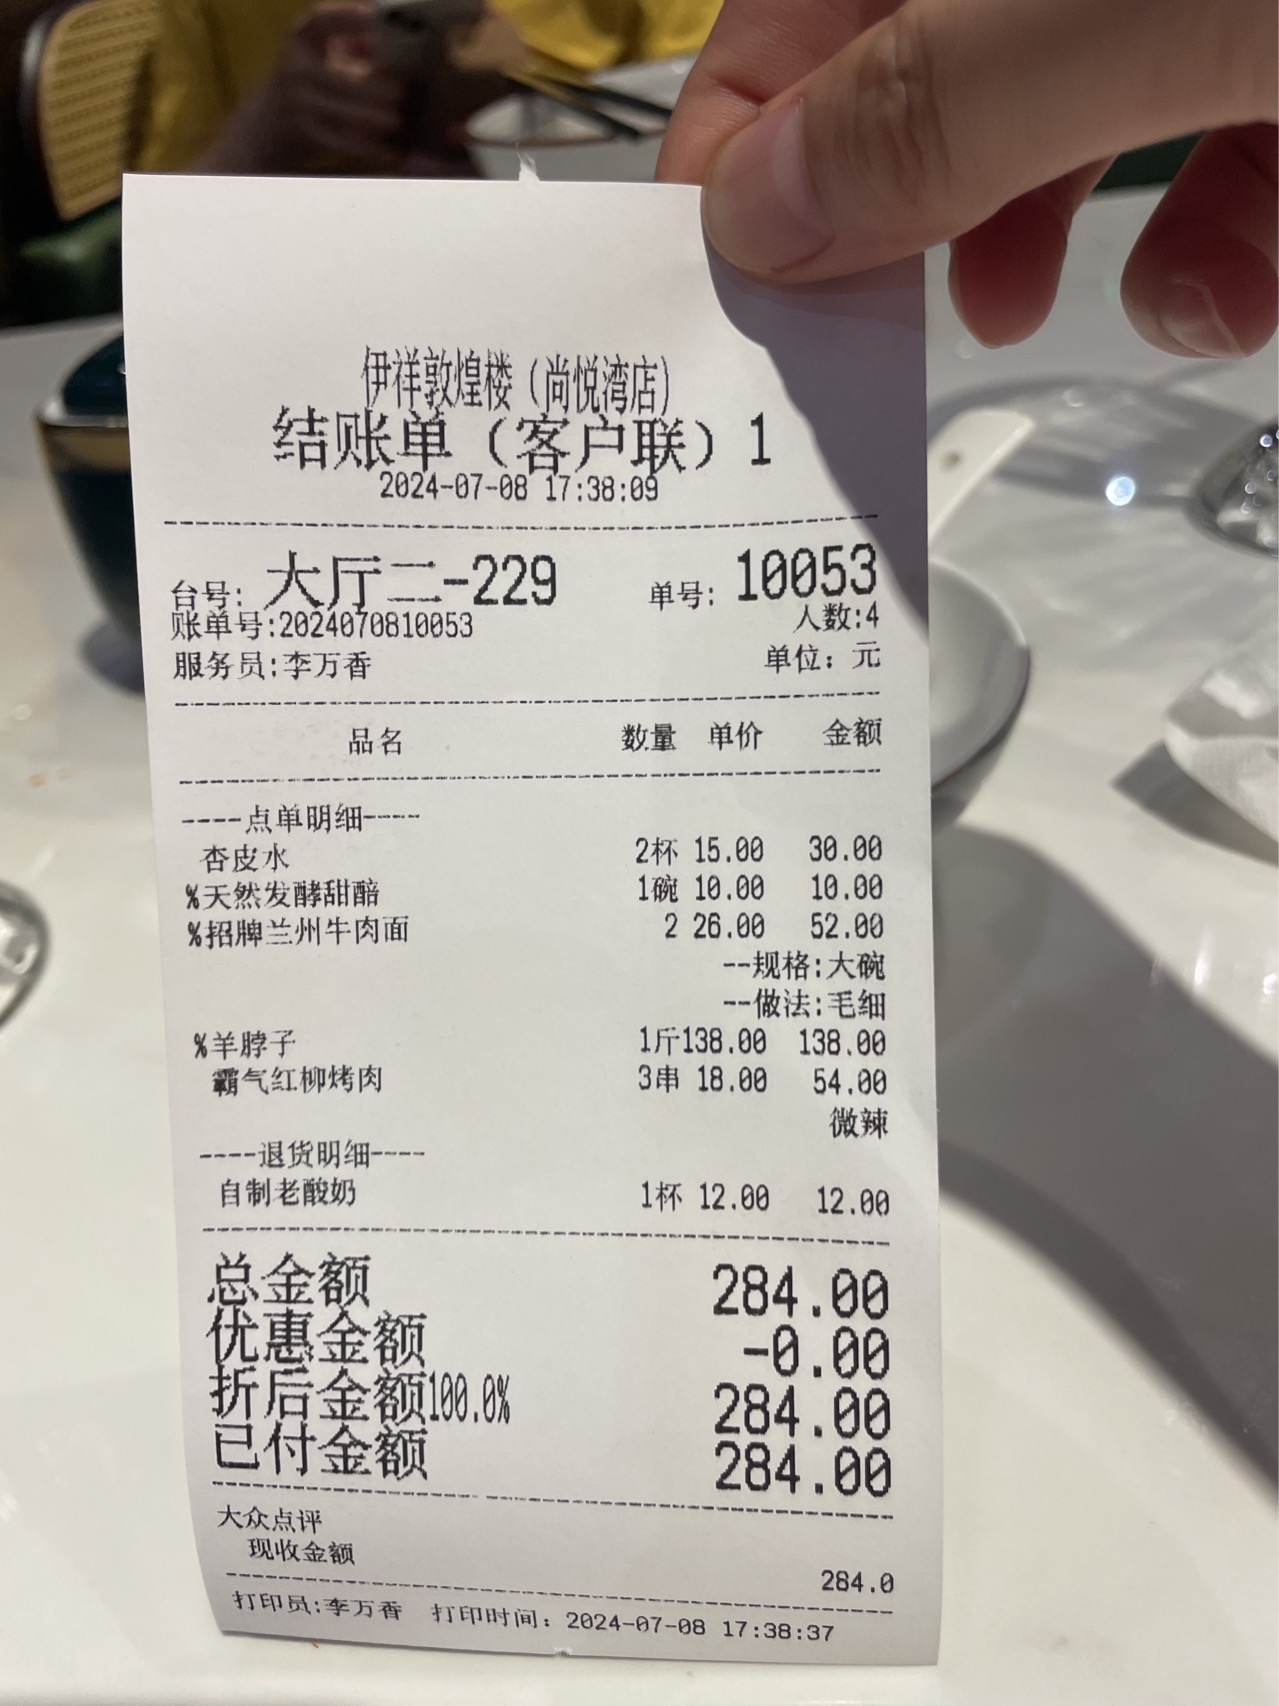 伊祥敦煌楼（尚悦湾店）
结账单（客户联）1
2024-07-08 17:38:09
台号: 大厅二-229 单号: 10053
账单号:2024070810053 人数:4
服务员:李万香 单位: 元
品名 数量 单价 金额
----点单明细----
杏皮水 2杯 15.00 30.00
%天然发酵甜醅 1碗 10.00 10.00
%招牌兰州牛肉面 2 26.00 52.00
--规格:大碗
--做法:毛细
%羊脖子 1斤138.00 138.00
霸气红柳烤肉 3串 18.00 54.00
微辣
----退货明细----
自制老酸奶 1杯 12.00 12.00
总金额 284.00
优惠金额 -0.00
折后金额100.0% 284.00
已付金额 284.00
大众点评
现收金额 284.0
打印员:李万香 打印时间: 2024-07-08 17:38:37